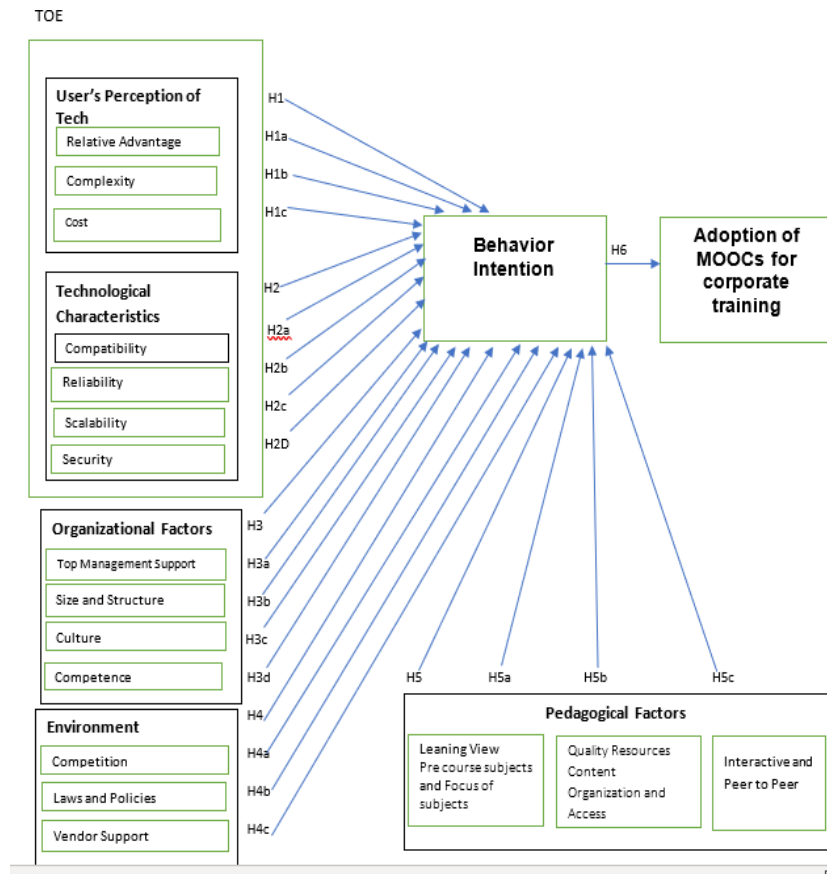 TOE
User's Perception of
Tech
Relative Advantage
Complexity
Cost
H1
H1a
H1b
H1c
Technological
Characteristics
Compatibility
Reliability
Scalability
Security
H2
H2a
H2b
H2c
H2D
Behavior
Intention
H6
Adoption of
MOOCs for
corporate
training
Organizational Factors
Top Management Support
Size and Structure
Culture
Competence
H3
H3a
H3b
H3c
H3d
Environment
Competition
Laws and Policies
Vendor Support
H4
H4a
H4b
H4c
H5
H5a
H5b
H5c
Pedagogical Factors
Leaning View
Pre course subjects
and Focus of
subjects
Quality Resources
Content
Organization and
Access
Interactive and
Peer to Peer